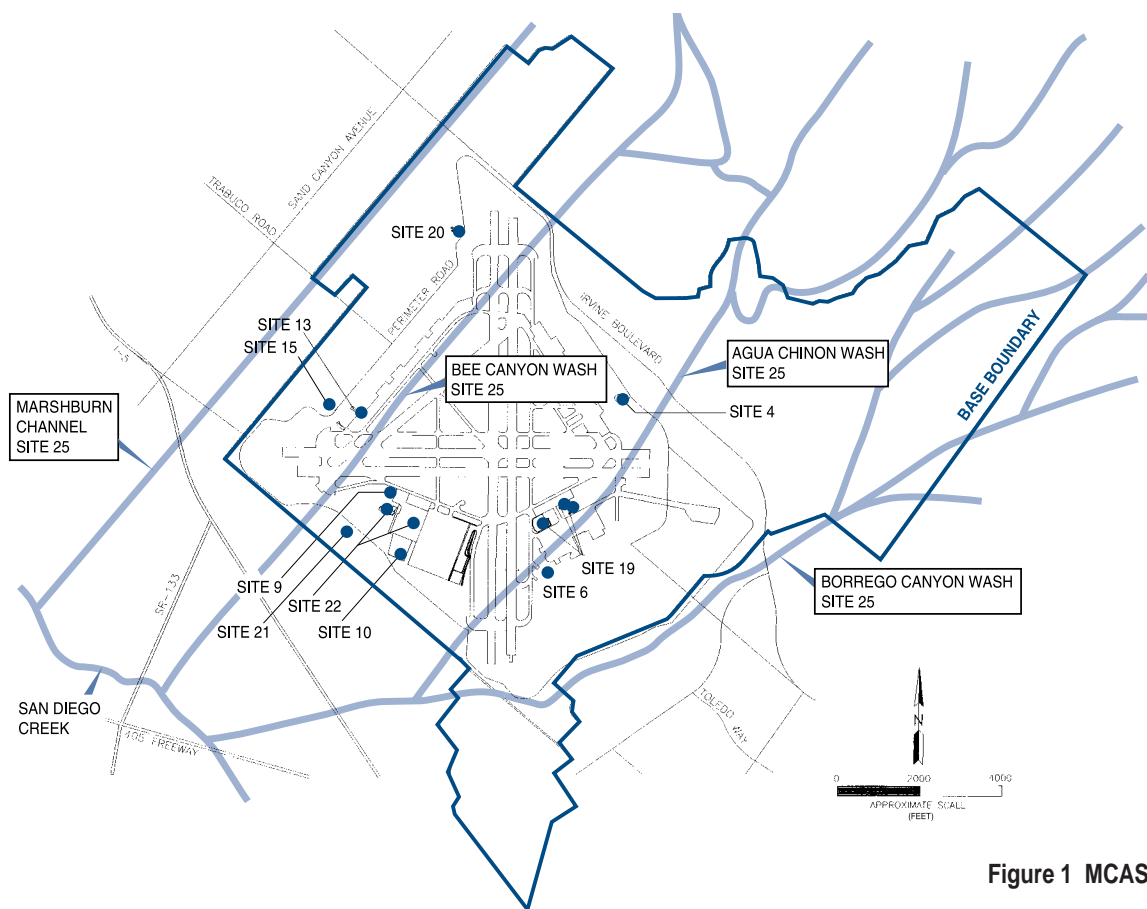 SAND CANYON AVENUE
TRABUCO ROAD
SITE 20
PERIMETER ROAD
IRVINE BOULEVARD
SITE 13
SITE 15
I-5
BEE CANYON WASH
SITE 25
AGUA CHINON WASH
SITE 25
BASE BOUNDARY
MARSHBURN
CHANNEL
SITE 25
SITE 4
SITE 9
SITE 22
SITE 21
SITE 10
SITE 19
SITE 6
SR-133
BORREGO CANYON WASH
SITE 25
SAN DIEGO
CREEK
405 FREEWAY
TOLEDO WAY
N
0 2000 4000
APPROXIMATE SCALE
(FEET)
Figure 1 MCAS